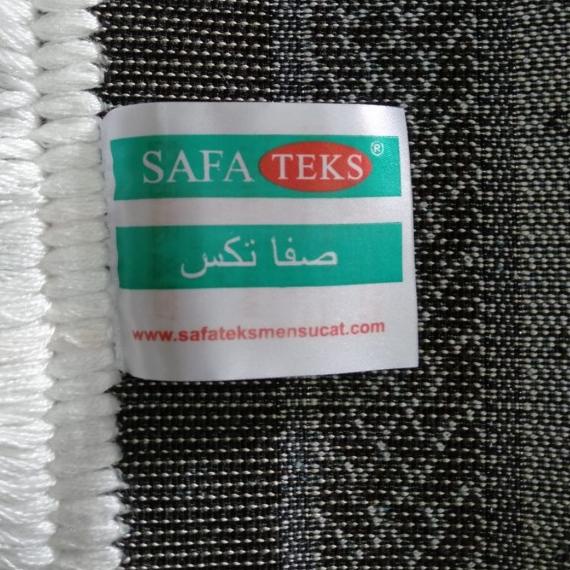 SAFA TEKS®
صفا تكس
www.safateksmensucat.com